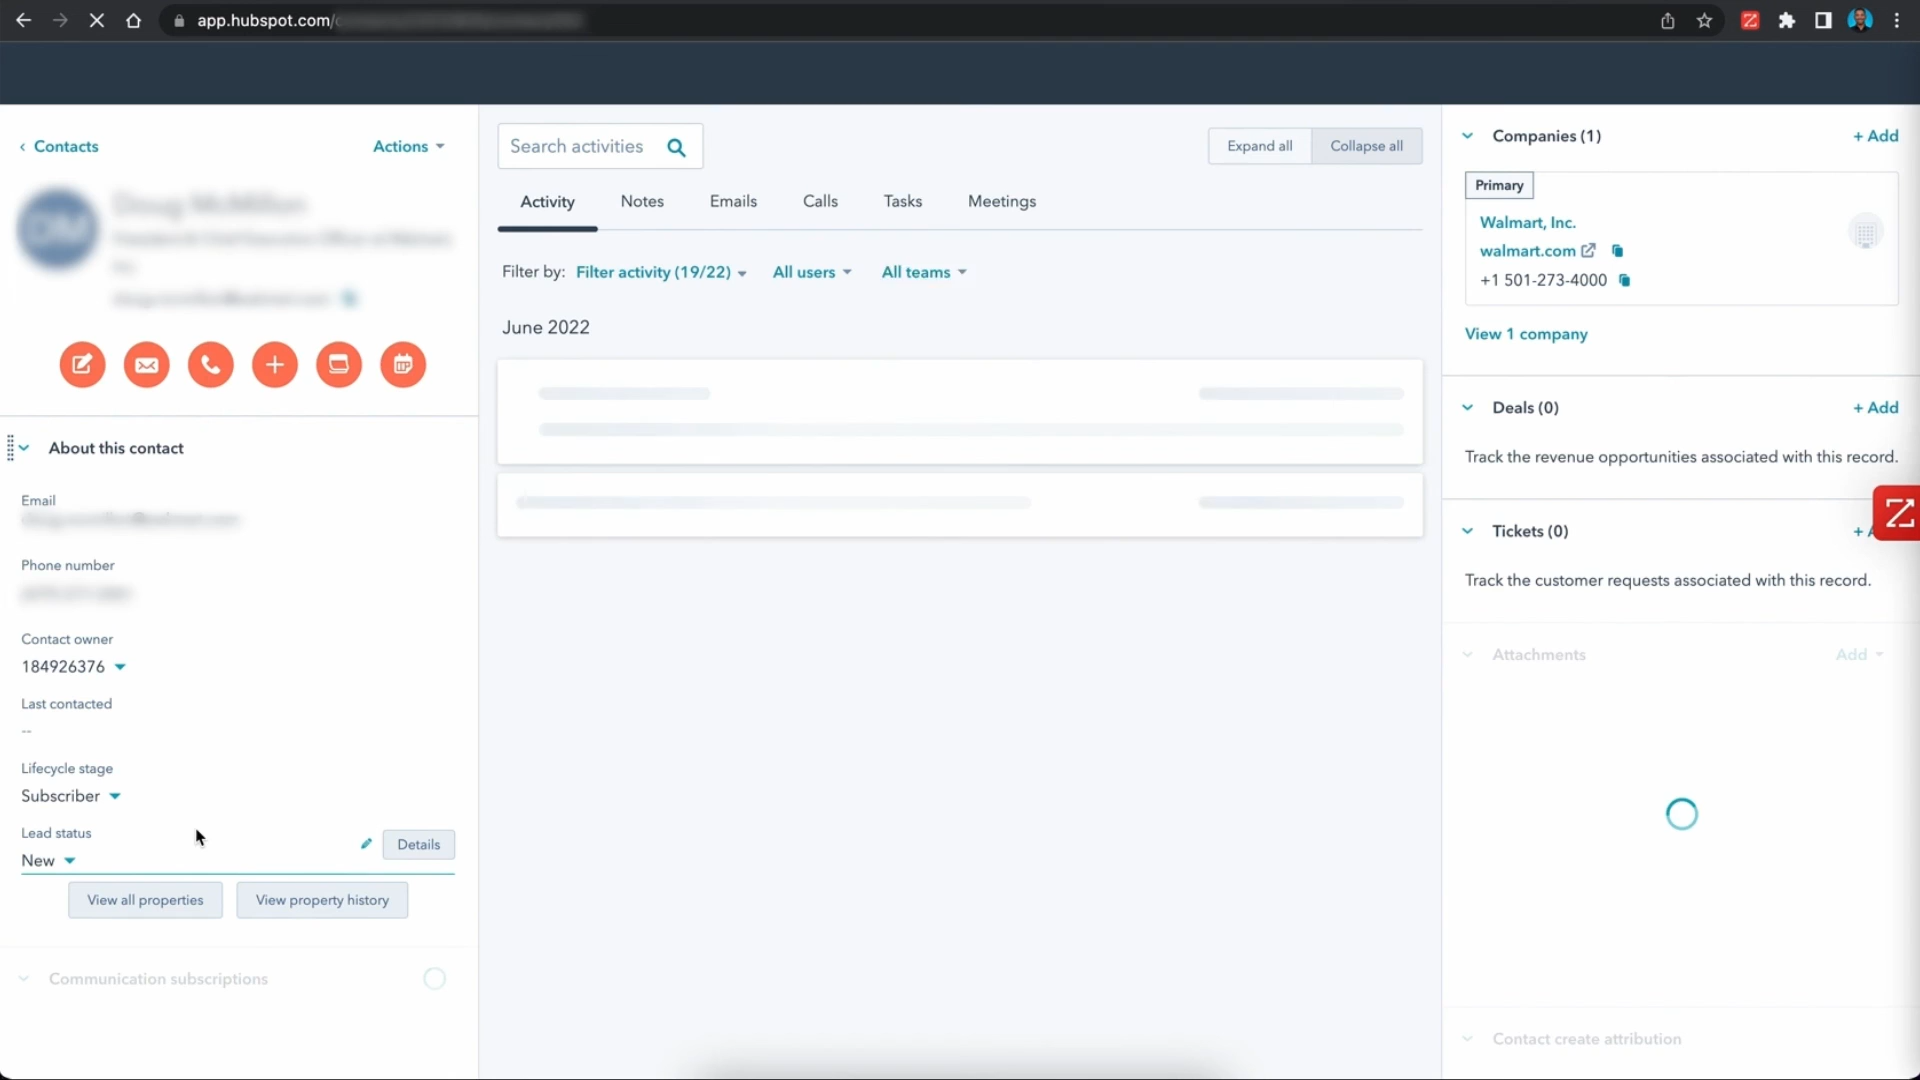 app.hubspot.com/
Contacts
Actions
About this contact
Email
Phone number
Contact owner
184926376
Last contacted
--
Lifecycle stage
Subscriber
Lead status
New
Details
View all properties
View property history
Communication subscriptions
Search activities
Expand all
Collapse all
Activity
Notes
Emails
Calls
Tasks
Meetings
Filter by: Filter activity (19/22) All users All teams
June 2022
Companies (1)
+ Add
Primary
Walmart, Inc.
walmart.com
+1 501-273-4000
View 1 company
Deals (0)
+ Add
Track the revenue opportunities associated with this record.
Tickets (0)
+
Track the customer requests associated with this record.
Attachments
Add
Contact create attribution